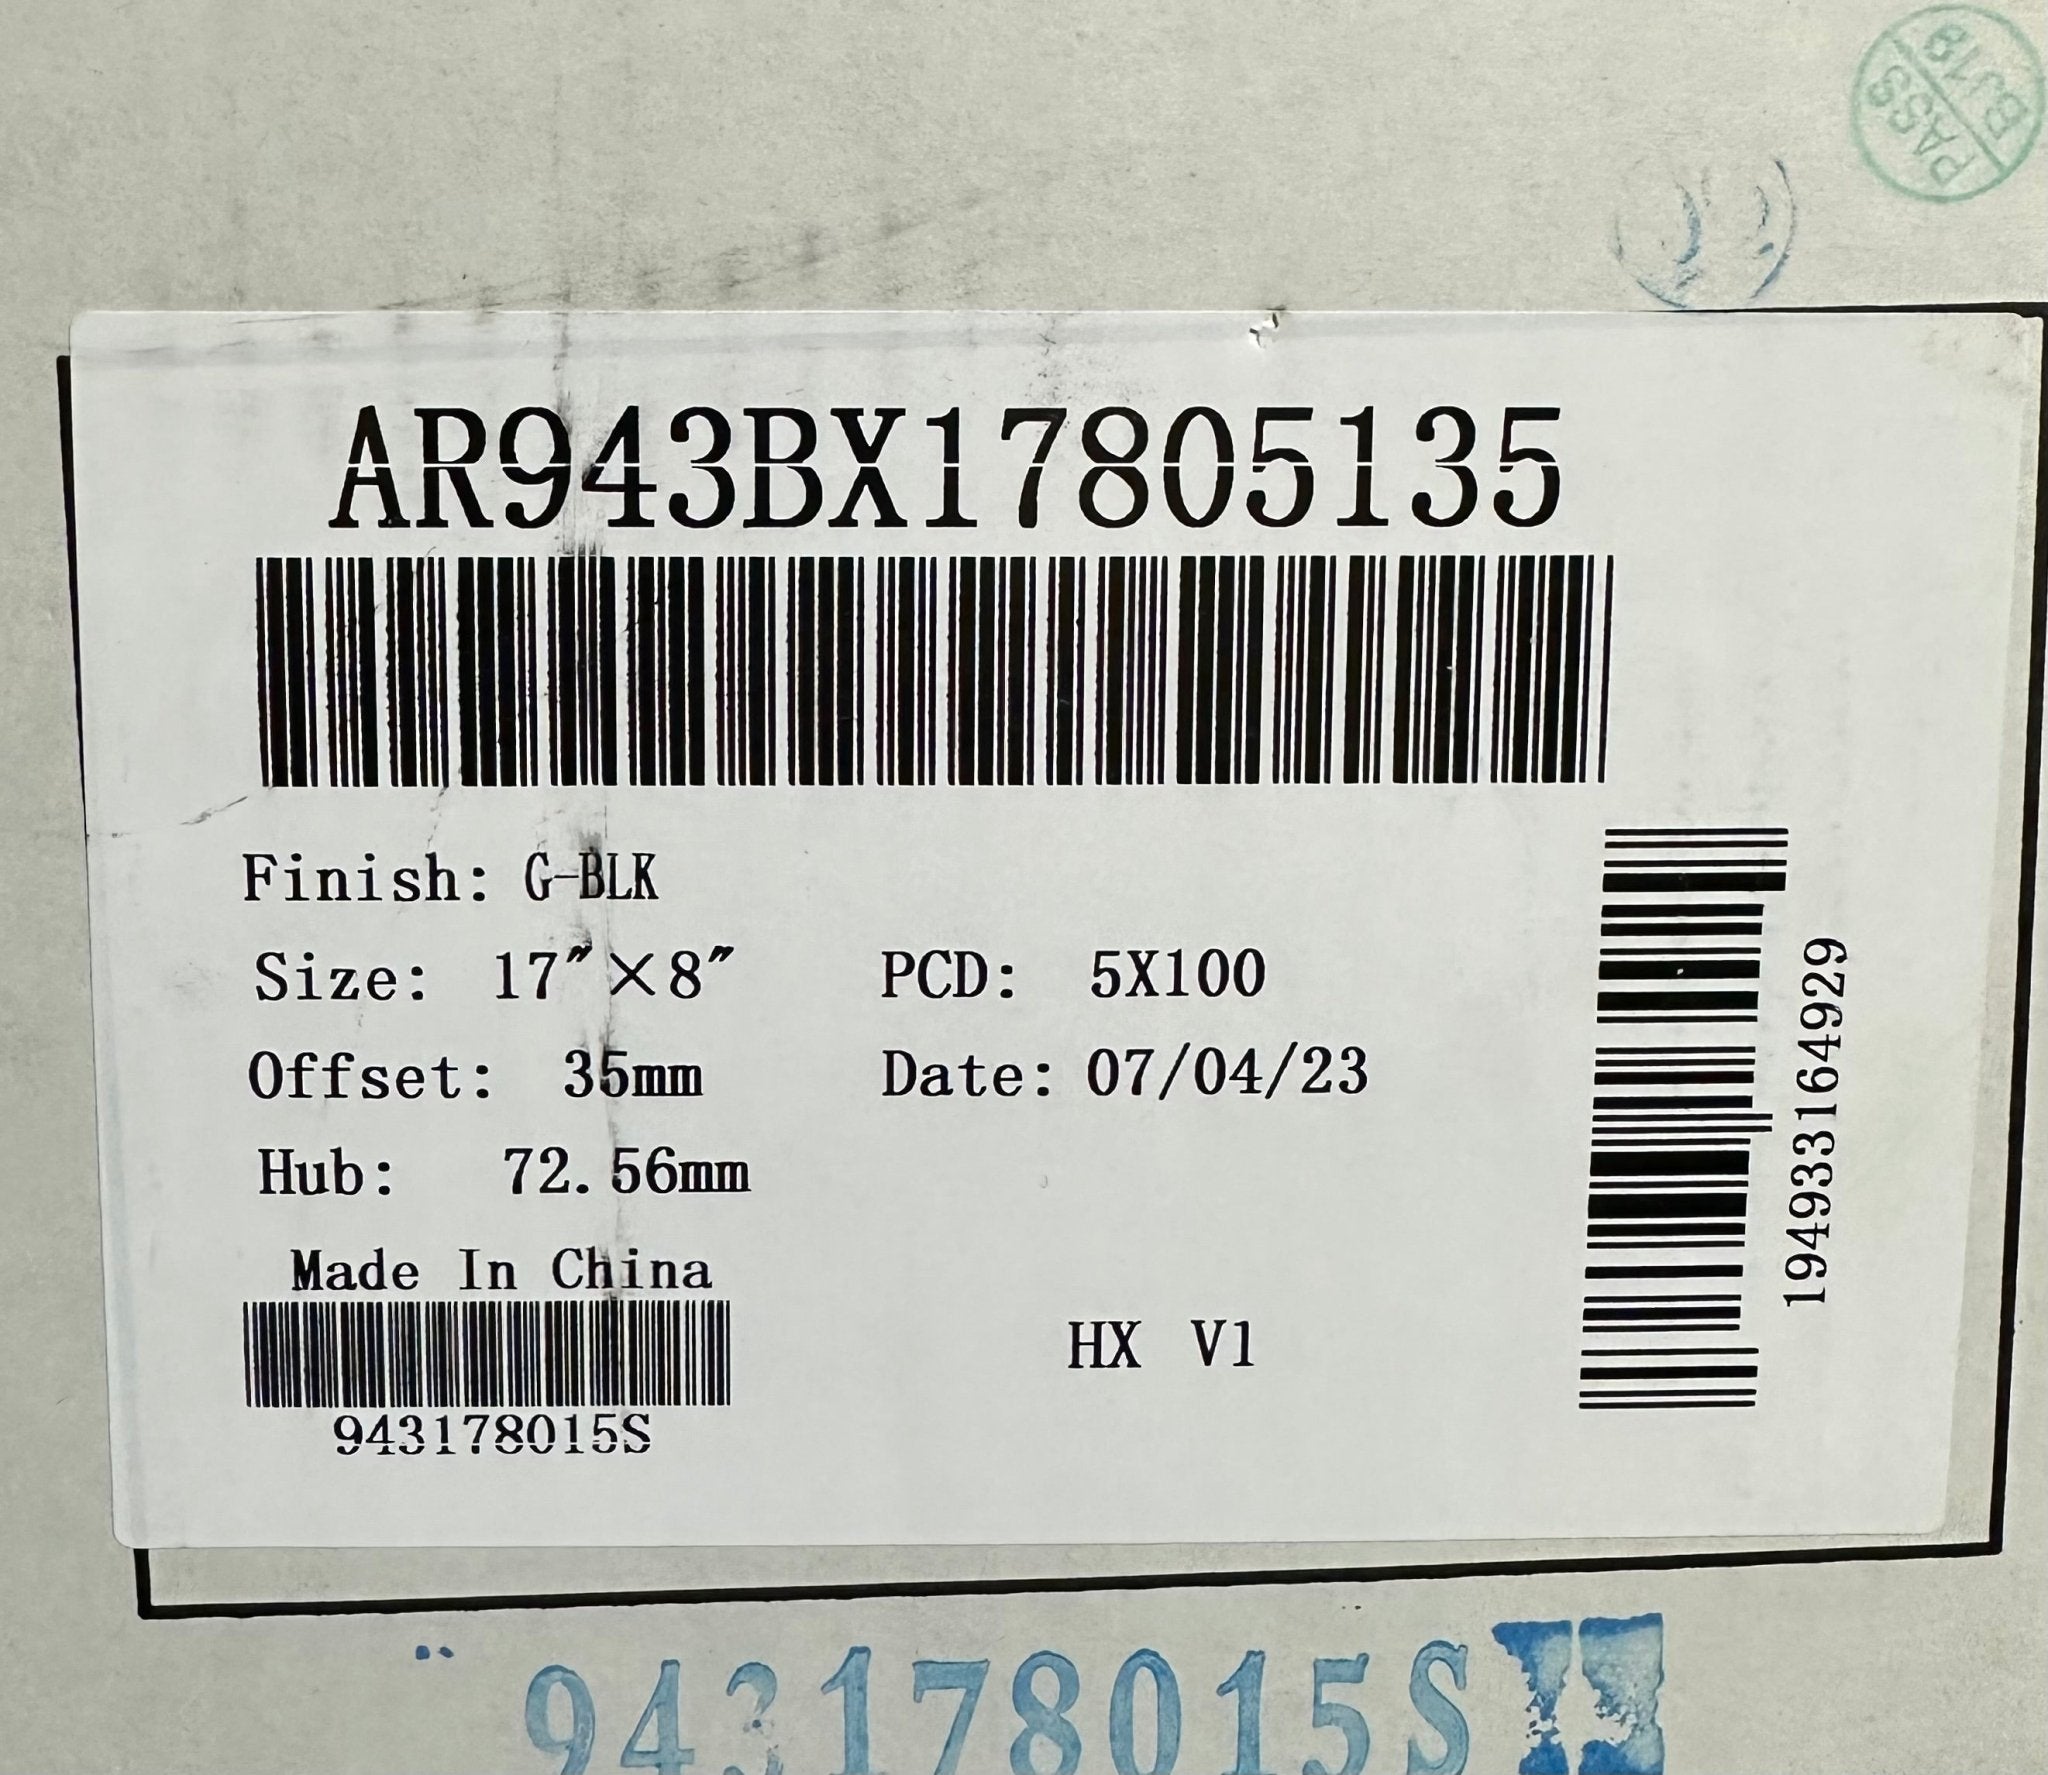 PASS
BJ18
AR943BX17805135
Finish: G-BLK
Size: 17"×8" PCD: 5X100
Offset: 35mm Date: 07/04/23
Hub: 72.56mm
Made In China
943178015S
HX V1
194933164929
943178015S